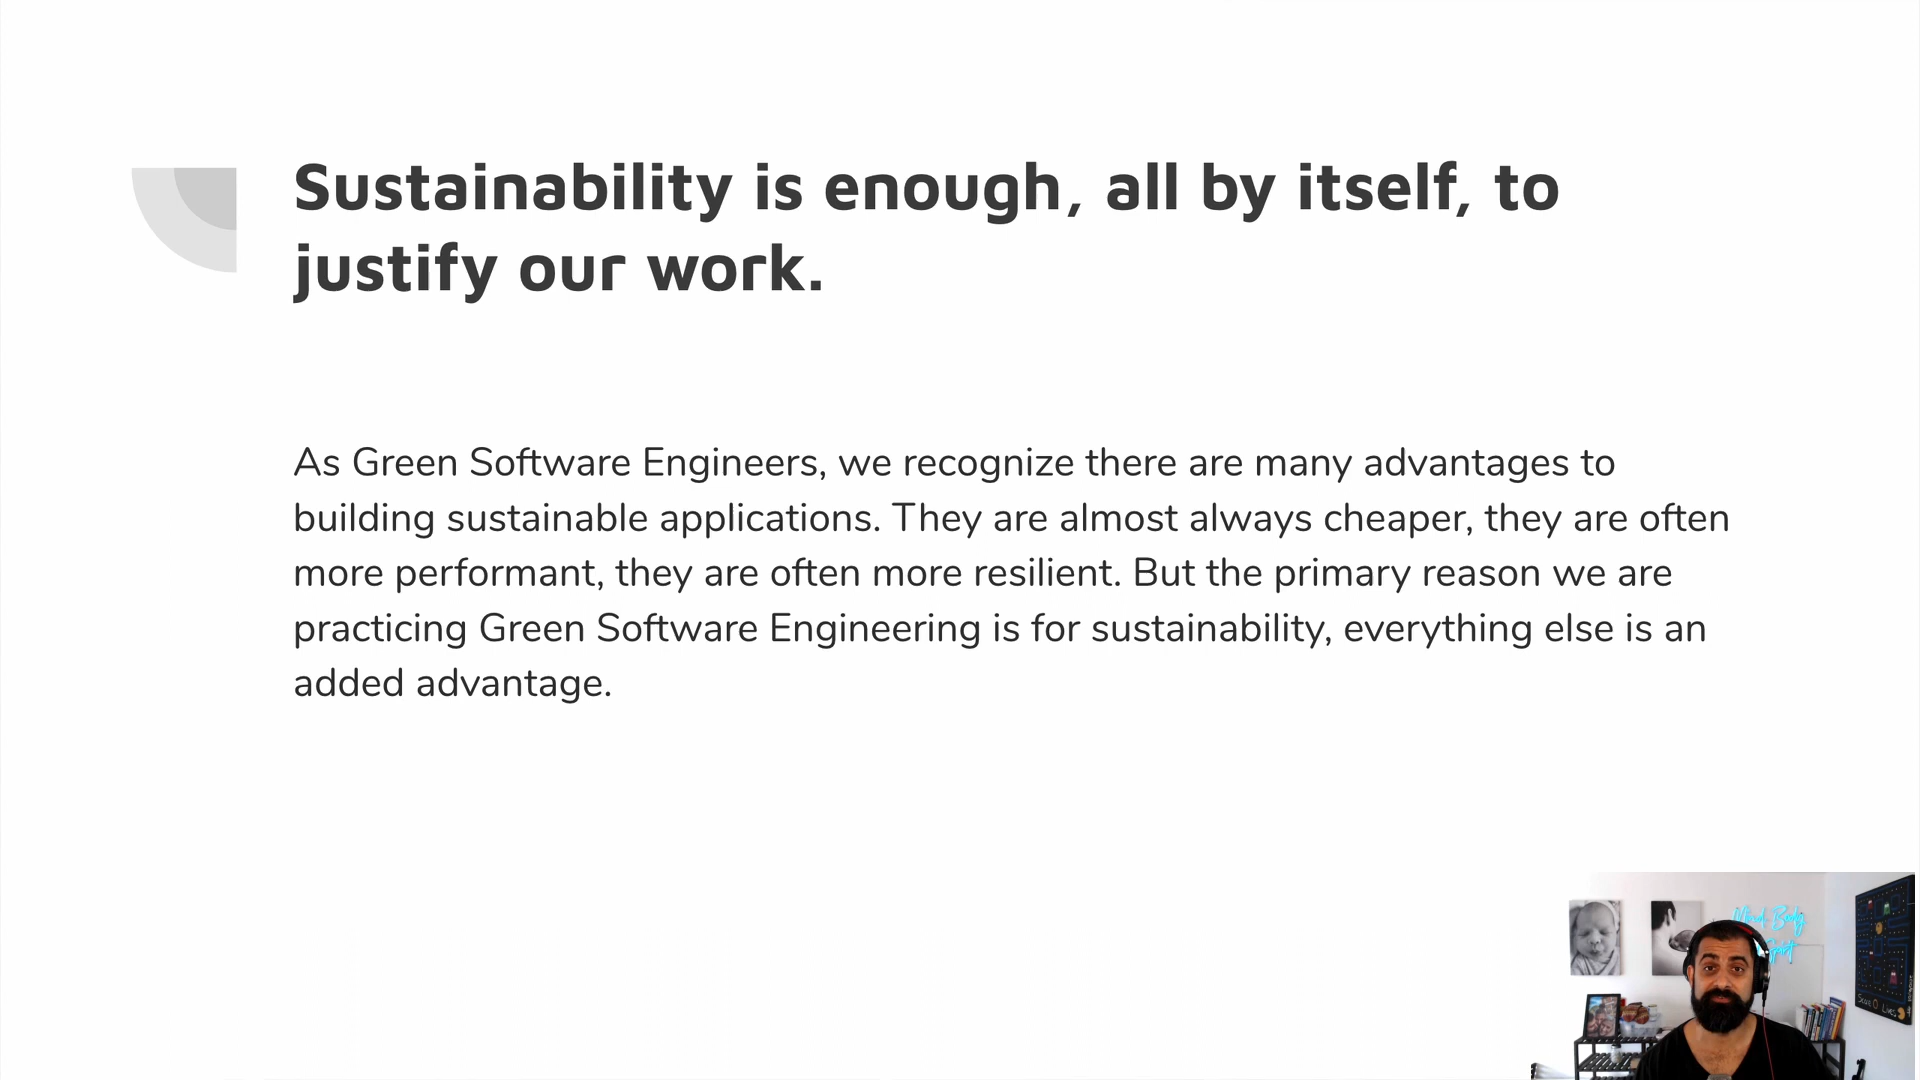 Sustainability is enough, all by itself, to
justify our work.
As Green Software Engineers, we recognize there are many advantages to
building sustainable applications. They are almost always cheaper, they are often
more performant, they are often more resilient. But the primary reason we are
practicing Green Software Engineering is for sustainability, everything else is an
added advantage.
Mind, Body